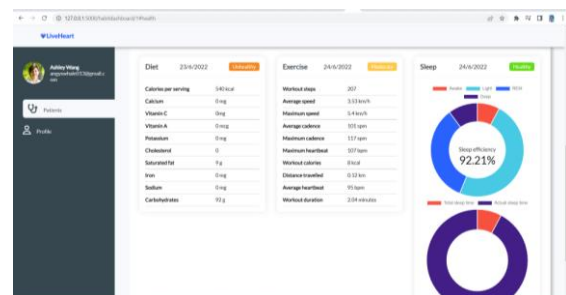 LiveHeart
Ashley Wang
Patients
Profile
Diet 23/6/2022 Unhealthy
Calories per serving 540 kcal
Calcium 0 mg
Vitamin C 0mg
Vitamin A 0 mcg
Potassium 0 mg
Cholesterol 0
Saturated fat 9 g
Iron 0 mg
Sodium 0 mg
Carbohydrates 92 g
Exercise 24/6/2022 Moderate
Workout steps 207
Average speed 3.13 km/h
Maximum speed 5.4 km/h
Average cadence 101 spm
Maximum cadence 117 spm
Maximum heartbeat 107 bpm
Workout calories 8 kcal
Distance travelled 0.12 km
Average heartbeat 95 bpm
Workout duration 2.04 minutes
Sleep 24/6/2022 Healthy
Awake Light REM
Deep
Sleep efficiency
92.21%
Total sleep time Actual sleep time